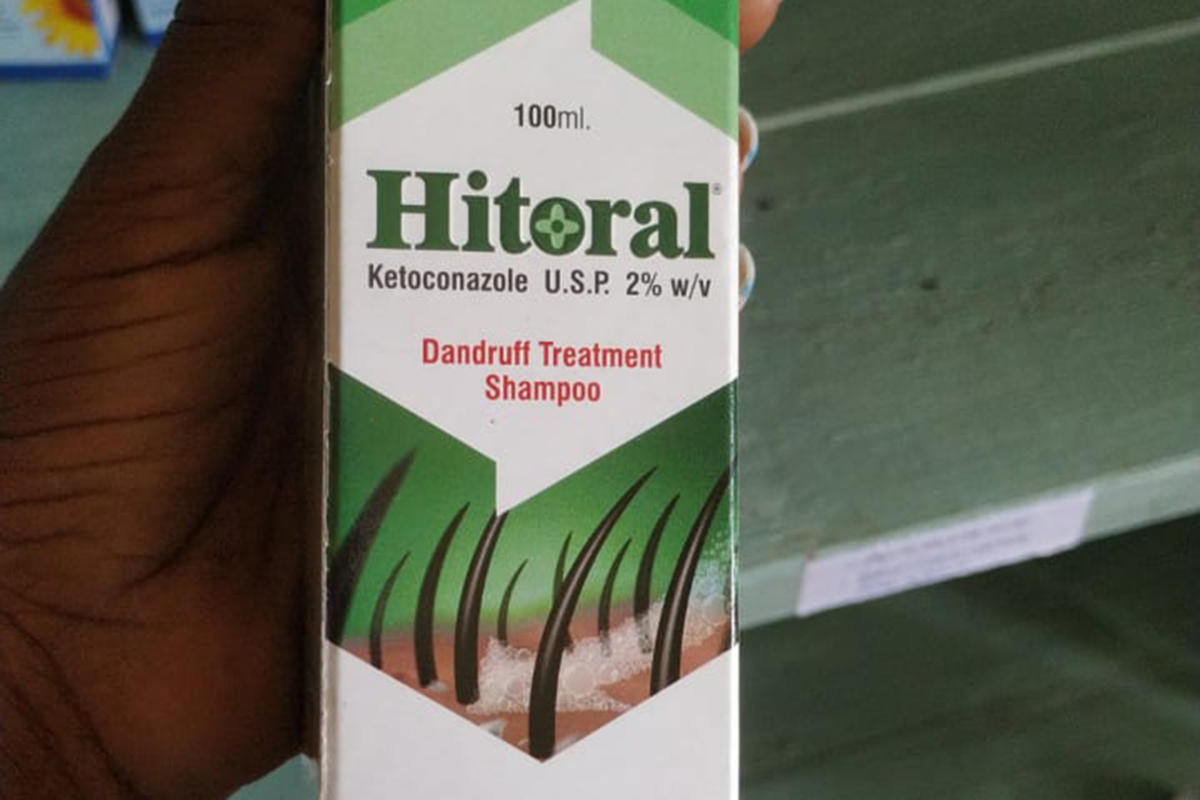 100ml.
Hitoral®
Ketoconazole U.S.P. 2% w/v
Dandruff Treatment
Shampoo